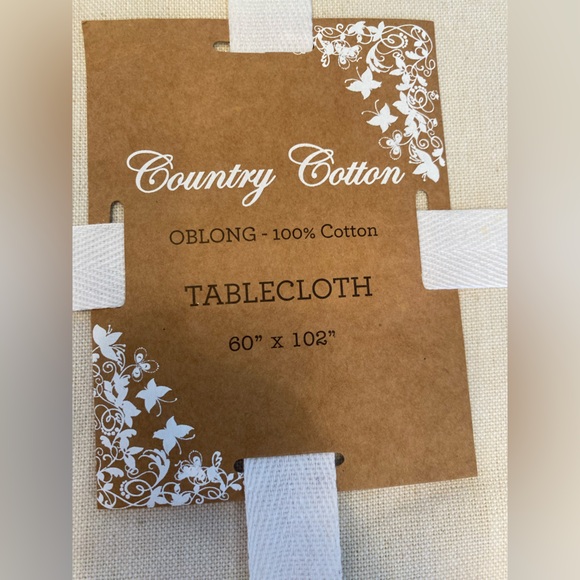 Country Cotton
OBLONG - 100% Cotton
TABLECLOTH
60” x 102”